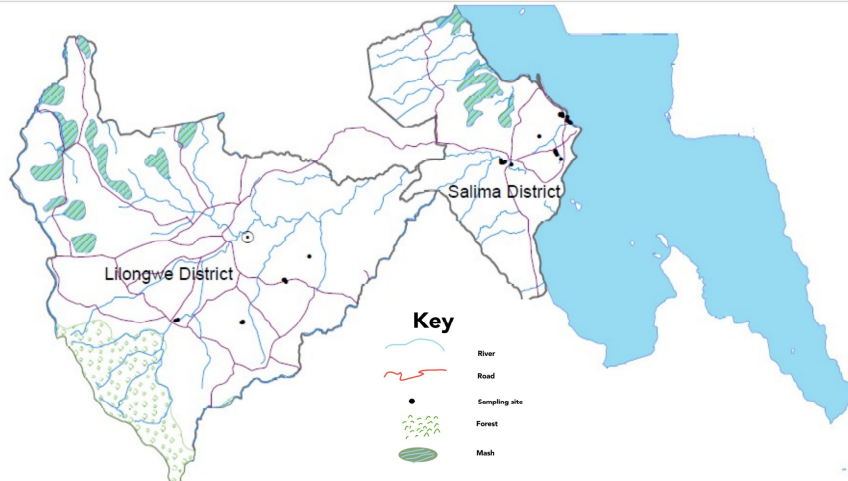 Salima District
Lilongwe District
Key
River
Road
Sampling site
Forest
Mash